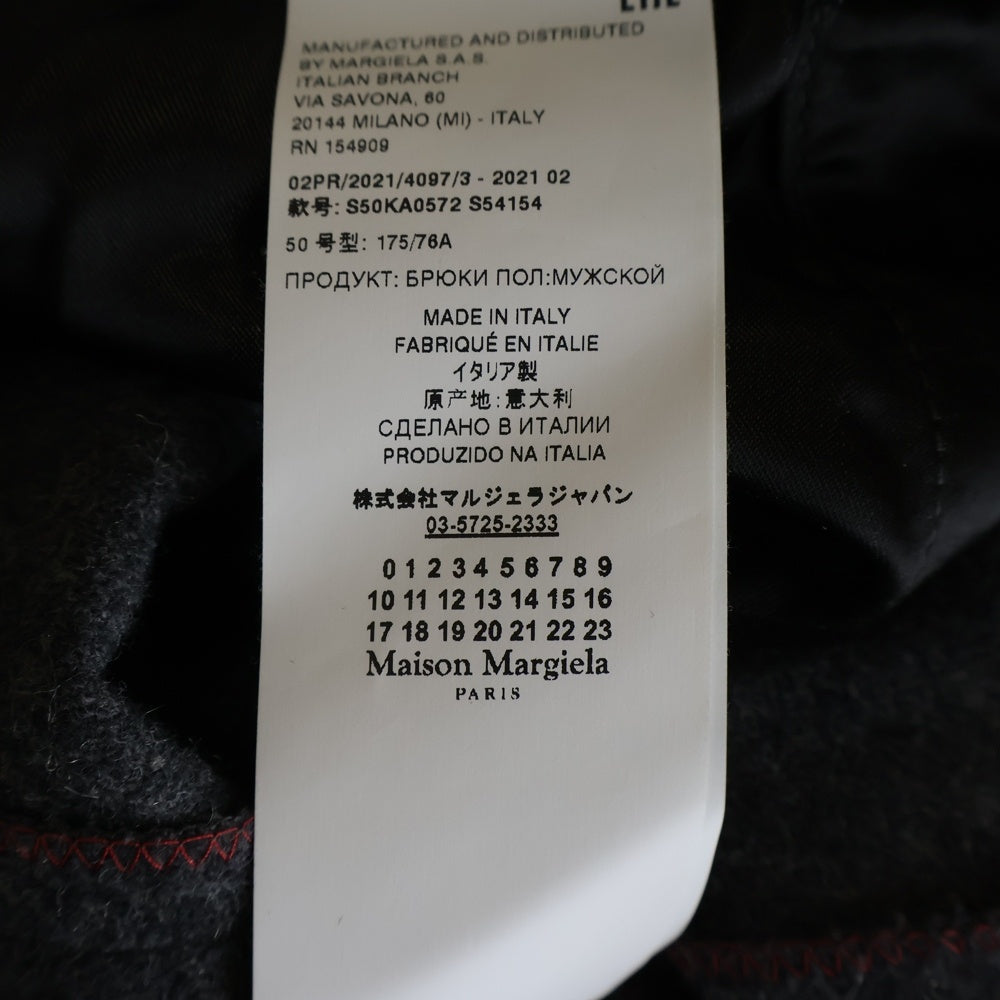 MANUFACTURED AND DISTRIBUTED
BY MARGIELA S.A.S.
ITALIAN BRANCH
VIA SAVONA, 60
20144 MILANO (MI) - ITALY
RN 154909
02PR/2021/4097/3 - 2021 02
款号: S50KA0572 S54154
50 号型: 175/76A
ПРОДУКТ: БРЮКИ ПОЛ:МУЖСКОЙ
MADE IN ITALY
FABRIQUÉ EN ITALIE
イタリア製
原产地:意大利
СДЕЛАНО В ИТАЛИИ
PRODUZIDO NA ITALIA
株式会社マルジェラジャパン
03-5725-2333
0 1 2 3 4 5 6 7 8 9
10 11 12 13 14 15 16
17 18 19 20 21 22 23
Maison Margiela
PARIS